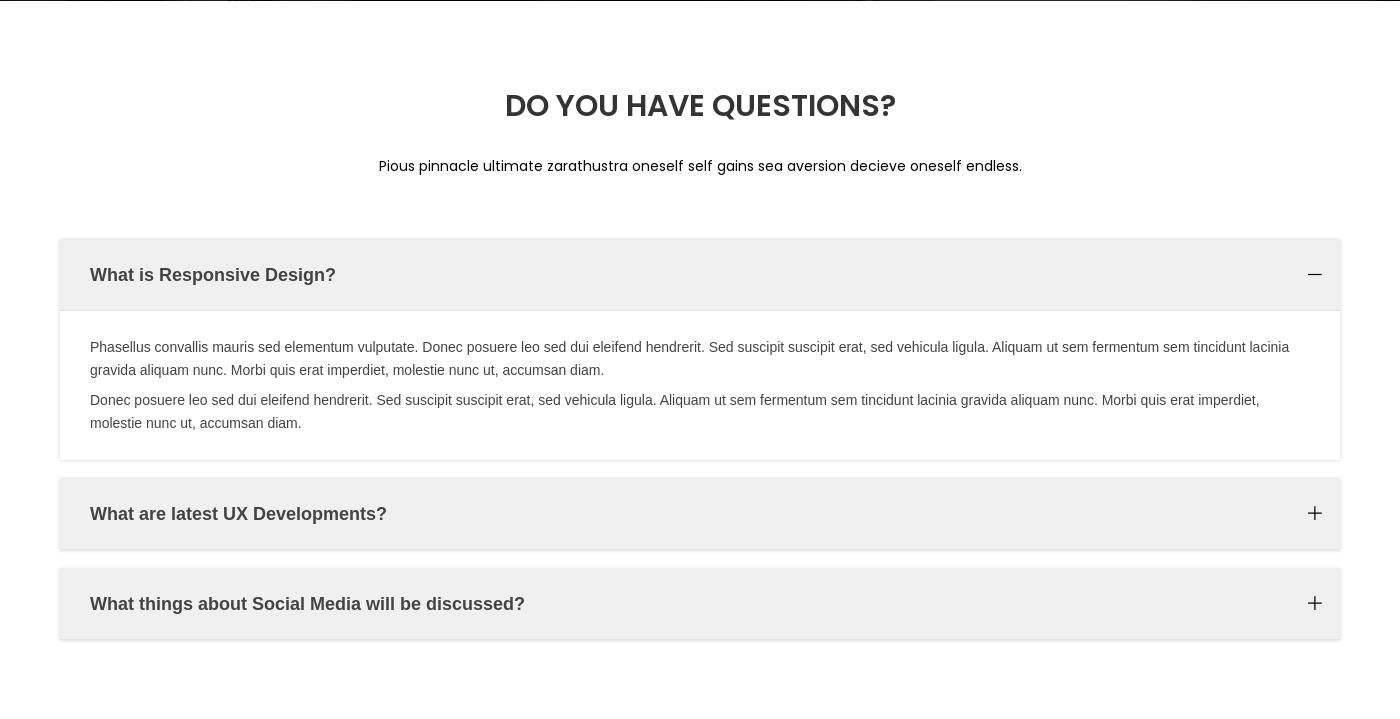 DO YOU HAVE QUESTIONS?
Pious pinnacle ultimate zarathustra oneself self gains sea aversion decieve oneself endless.
What is Responsive Design?
Phasellus convallis mauris sed elementum vulputate. Donec posuere leo sed dui eleifend hendrerit. Sed suscipit suscipit erat, sed vehicula ligula. Aliquam ut sem fermentum sem tincidunt lacinia
gravida aliquam nunc. Morbi quis erat imperdiet, molestie nunc ut, accumsan diam.
Donec posuere leo sed dui eleifend hendrerit. Sed suscipit suscipit erat, sed vehicula ligula. Aliquam ut sem fermentum sem tincidunt lacinia gravida aliquam nunc. Morbi quis erat imperdiet,
molestie nunc ut, accumsan diam.
What are latest UX Developments?
What things about Social Media will be discussed?